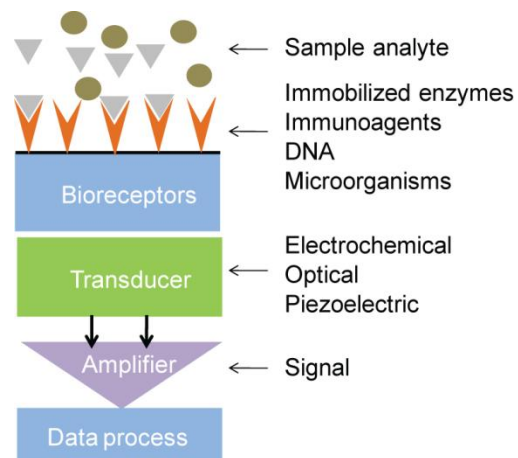 Sample analyte
Immobilized enzymes
Immunoagents
DNA
Microorganisms
Bioreceptors
Electrochemical
Optical
Piezoelectric
Transducer
Amplifier
Signal
Data process